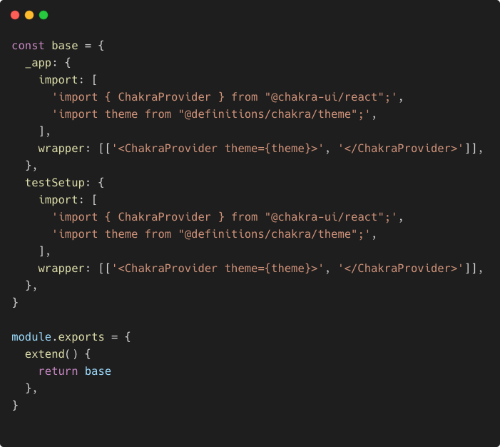 const base = {
  _app: {
    import: [
      'import { ChakraProvider } from "@chakra-ui/react";',
      'import theme from "@definitions/chakra/theme";',
    ],
    wrapper: [['<ChakraProvider theme={theme}>', '</ChakraProvider>']],
  },
  testSetup: {
    import: [
      'import { ChakraProvider } from "@chakra-ui/react";',
      'import theme from "@definitions/chakra/theme";',
    ],
    wrapper: [['<ChakraProvider theme={theme}>', '</ChakraProvider>']],
  },
}

module.exports = {
  extend() {
    return base
  },
}